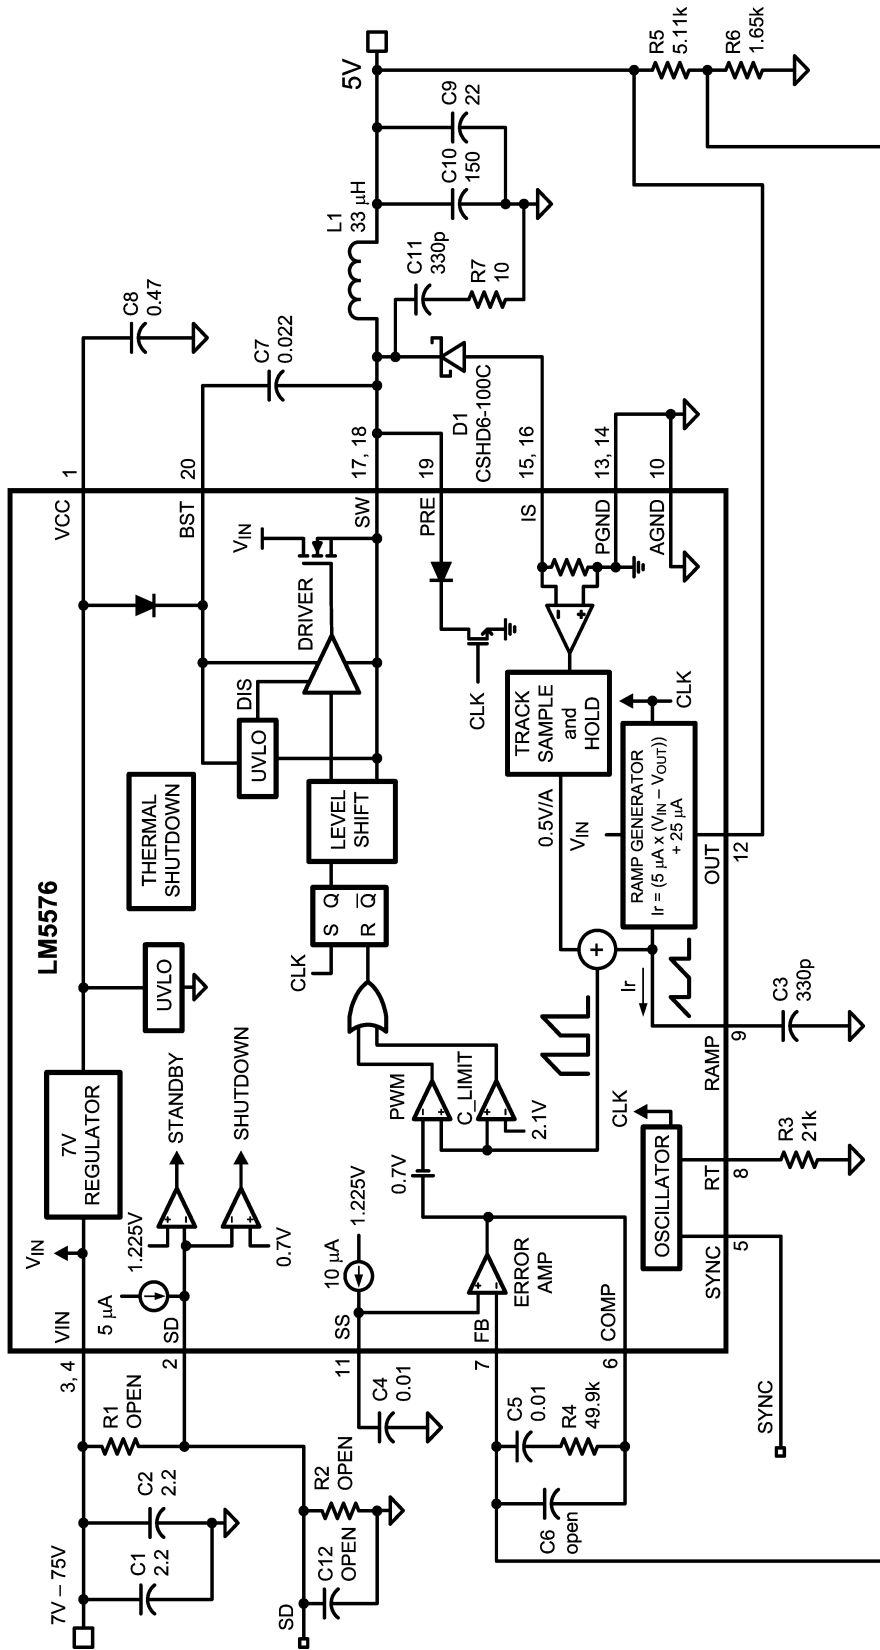 7V – 75V
C1
2.2
C2
2.2
R1
OPEN
SD
C12
OPEN
R2
OPEN
3, 4
VIN
2
SD
VIN
5 µA
1.225V
0.7V
7V
REGULATOR
STANDBY
SHUTDOWN
UVLO
LM5576
THERMAL
SHUTDOWN
VCC
1
C8
0.47
BST
20
C7
0.022
UVLO
DIS
DRIVER
VIN
LEVEL
SHIFT
S Q
R Q
CLK
SW
17, 18
L1
33 µH
5V
PRE
19
CLK
D1
CSHD6-100C
C11
330p
R7
10
C10
150
C9
22
R5
5.11k
R6
1.65k
IS
15, 16
PGND
13, 14
AGND
10
TRACK
SAMPLE
and
HOLD
0.5V/A
VIN
RAMP GENERATOR
Ir = (5 µA x (VIN – VOUT))
+ 25 µA
CLK
OUT
12
+
Ir
RAMP
9
C3
330p
PWM
C_LIMIT
2.1V
0.7V
11
SS
10 µA
1.225V
C4
0.01
7
FB
ERROR
AMP
6
COMP
C5
0.01
R4
49.9k
C6
open
OSCILLATOR
CLK
SYNC
5
SYNC
RT
8
R3
21k